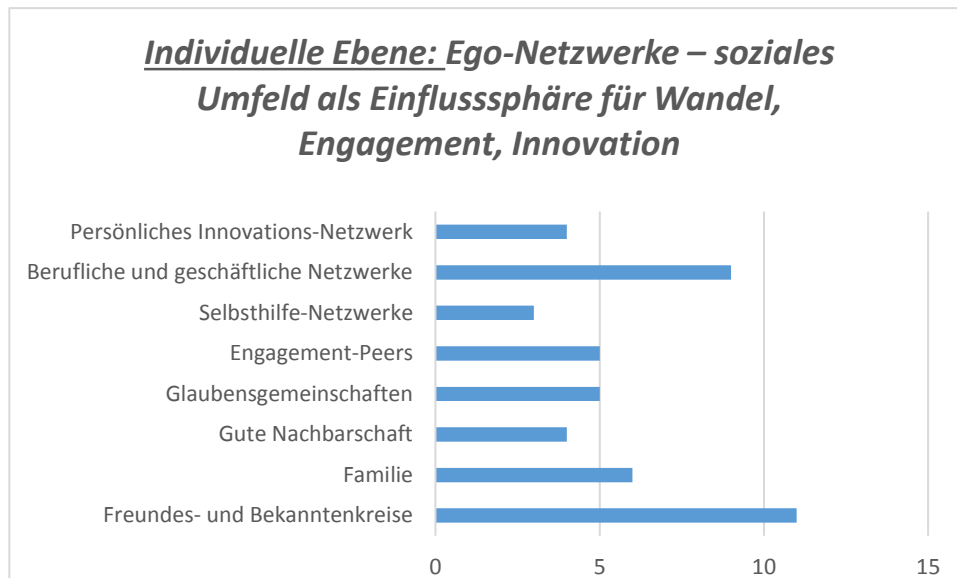 Individuelle Ebene: Ego-Netzwerke – soziales
Umfeld als Einflusssphäre für Wandel,
Engagement, Innovation
Persönliches Innovations-Netzwerk
Berufliche und geschäftliche Netzwerke
Selbsthilfe-Netzwerke
Engagement-Peers
Glaubensgemeinschaften
Gute Nachbarschaft
Familie
Freundes- und Bekanntenkreise
0 5 10 15